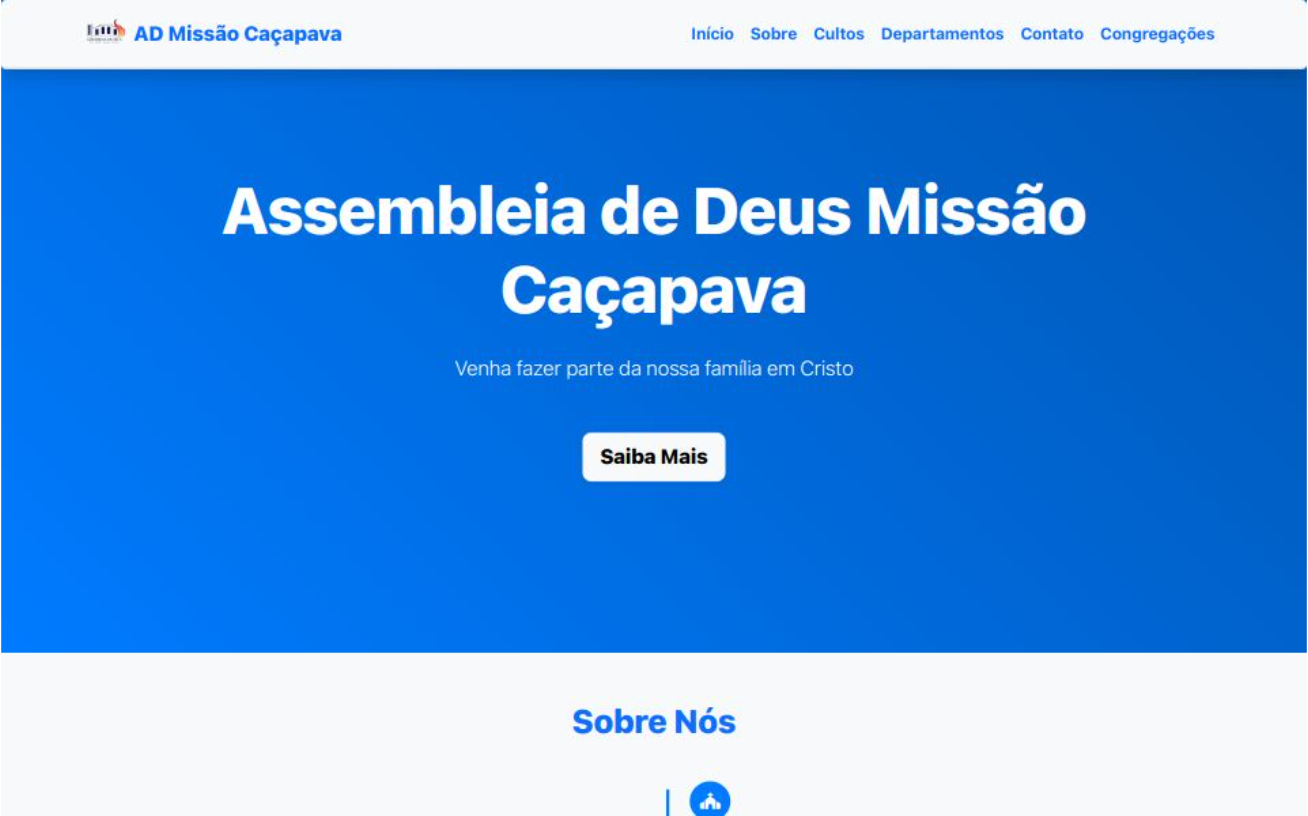 AD Missão Caçapava
Início Sobre Cultos Departamentos Contato Congregações
Assembleia de Deus Missão
Caçapava
Venha fazer parte da nossa família em Cristo
Saiba Mais
Sobre Nós